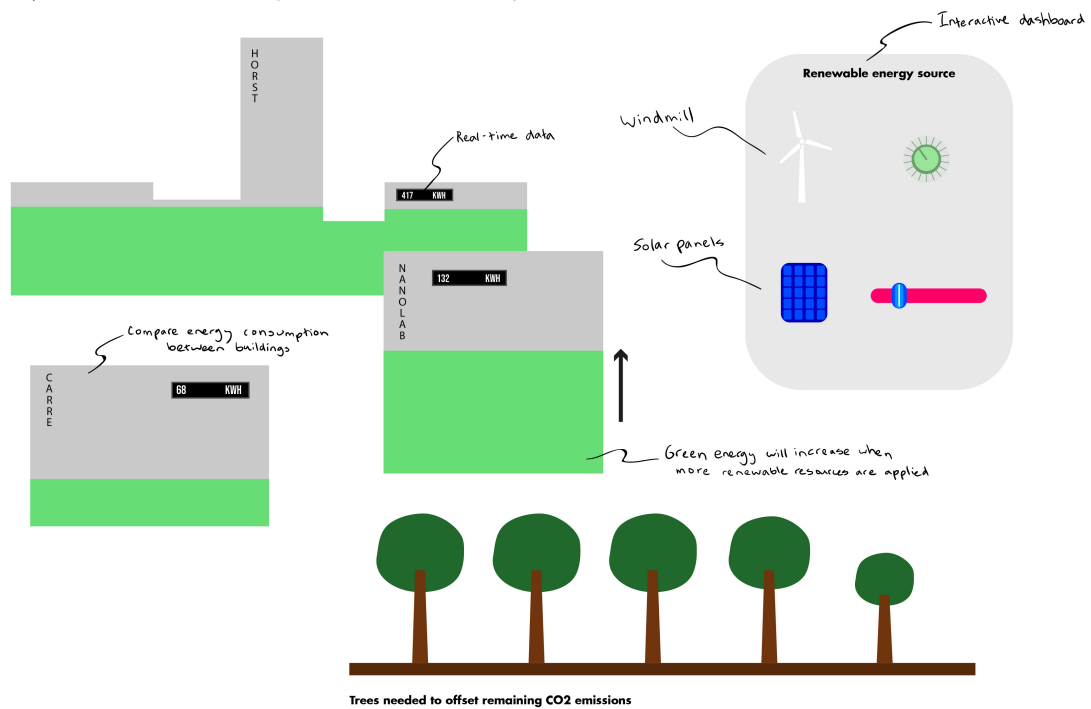 Interactive dashboard
Renewable energy source
HORST
Windmill
Real-time data
417 KWH
Solar panels
NANOLAB
132 KWH
Compare energy consumption
between buildings
CARRE
68 KWH
Green energy will increase when
more renewable resources are applied
Trees needed to offset remaining CO2 emissions